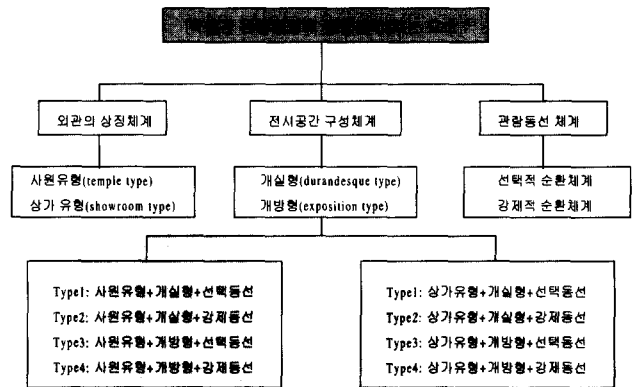 외관의 상징체계
전시공간 구성체계
관람동선 체계
사원유형(temple type)
상가 유형(showroom type)
개실형(durandesque type)
개방형(exposition type)
선택적 순환체계
강제적 순환체계
Type1: 사원유형+개실형+선택동선
Type2: 사원유형+개실형+강제동선
Type3: 사원유형+개방형+선택동선
Type4: 사원유형+개방형+강제동선
Type1: 상가유형+개실형+선택동선
Type2: 상가유형+개실형+강제동선
Type3: 상가유형+개방형+선택동선
Type4: 상가유형+개방형+강제동선